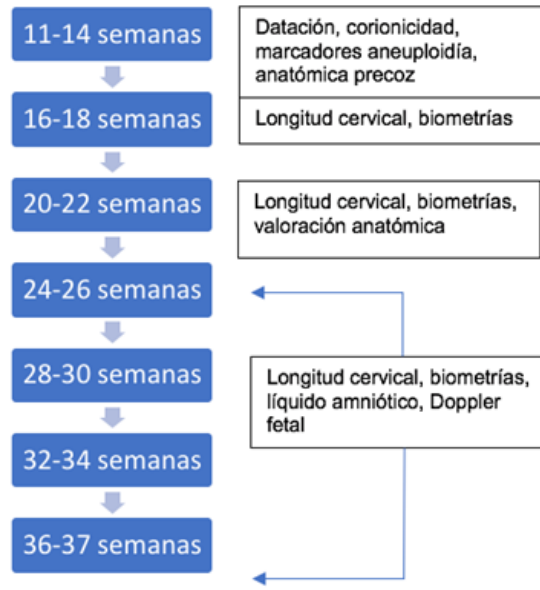 11-14 semanas
Datación, corionicidad,
marcadores aneuploidía,
anatómica precoz
16-18 semanas
Longitud cervical, biometrías
20-22 semanas
Longitud cervical, biometrías,
valoración anatómica
24-26 semanas
28-30 semanas
Longitud cervical, biometrías,
líquido amniótico, Doppler
fetal
32-34 semanas
36-37 semanas